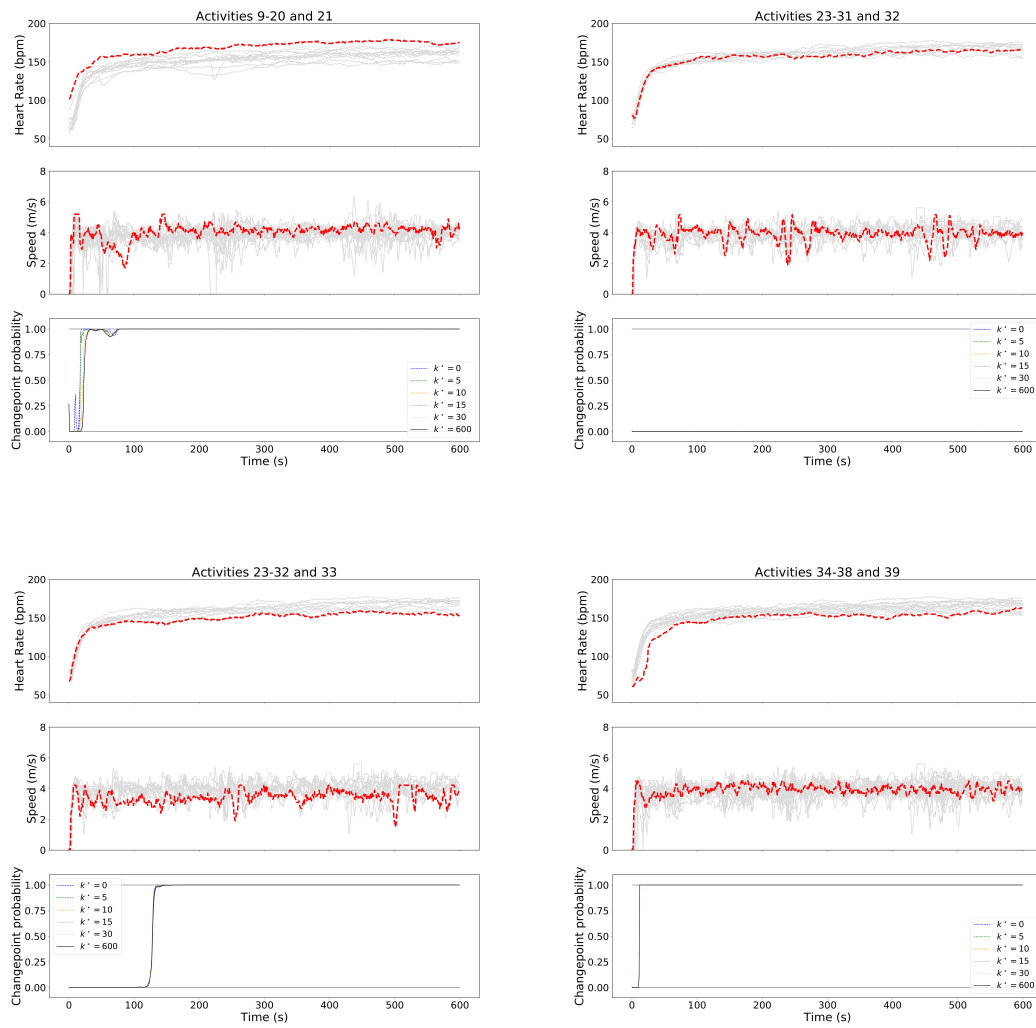 Activities 9-20 and 21
Heart Rate (bpm)
200
150
100
50
Speed (m/s)
8
6
4
2
0
Changepoint probability
1.00
0.75
0.50
0.25
0.00
k* = 0
k* = 5
k* = 10
k* = 15
k* = 30
k* = 600
0 100 200 300 400 500 600
Time (s)
Activities 23-31 and 32
Heart Rate (bpm)
200
150
100
50
Speed (m/s)
8
6
4
2
0
Changepoint probability
1.00
0.75
0.50
0.25
0.00
k* = 0
k* = 5
k* = 10
k* = 15
k* = 30
k* = 600
0 100 200 300 400 500 600
Time (s)
Activities 23-32 and 33
Heart Rate (bpm)
200
150
100
50
Speed (m/s)
8
6
4
2
0
Changepoint probability
1.00
0.75
0.50
0.25
0.00
k* = 0
k* = 5
k* = 10
k* = 15
k* = 30
k* = 600
0 100 200 300 400 500 600
Time (s)
Activities 34-38 and 39
Heart Rate (bpm)
200
150
100
50
Speed (m/s)
8
6
4
2
0
Changepoint probability
1.00
0.75
0.50
0.25
0.00
k* = 0
k* = 5
k* = 10
k* = 15
k* = 30
k* = 600
0 100 200 300 400 500 600
Time (s)